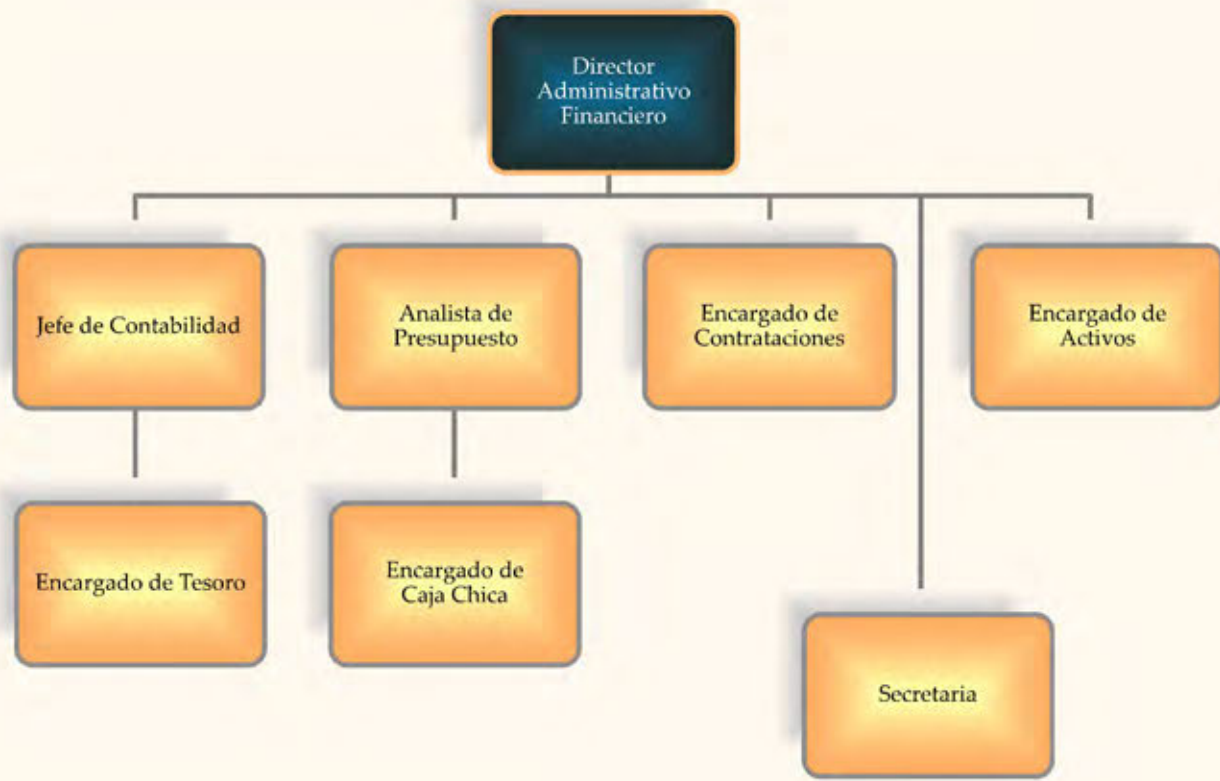 Director
Administrativo
Financiero
Jefe de Contabilidad
Analista de
Presupuesto
Encargado de
Contrataciones
Encargado de
Activos
Encargado de Tesoro
Encargado de
Caja Chica
Secretaria